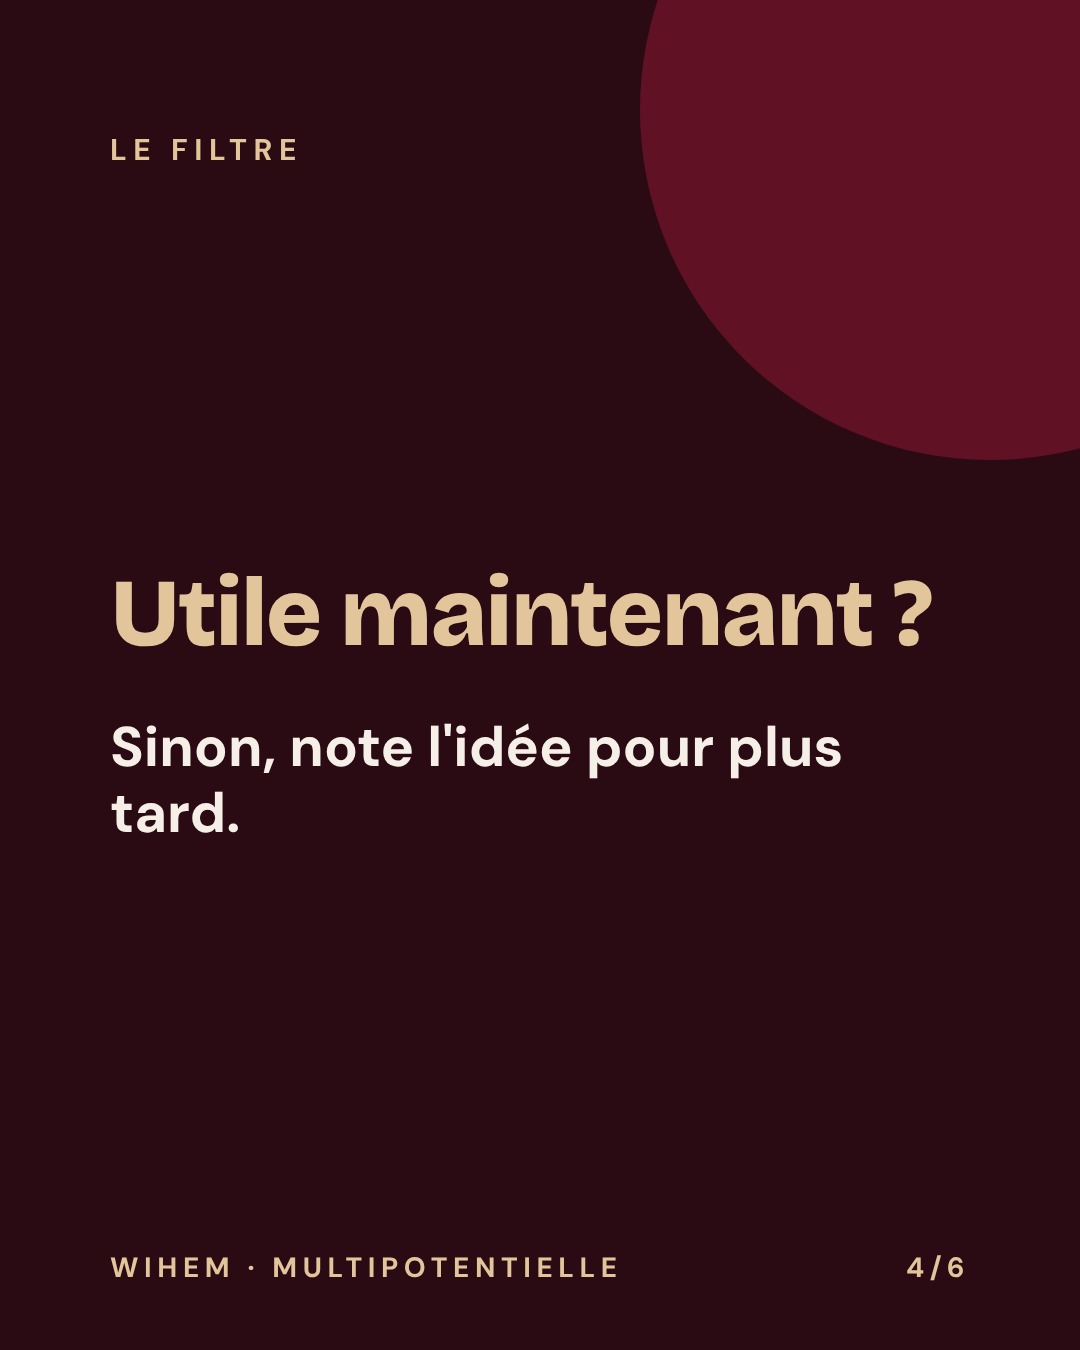 LE FILTRE
Utile maintenant ?
Sinon, note l'idée pour plus
tard.
WIHEM · MULTIPOTENTIELLE
4/6